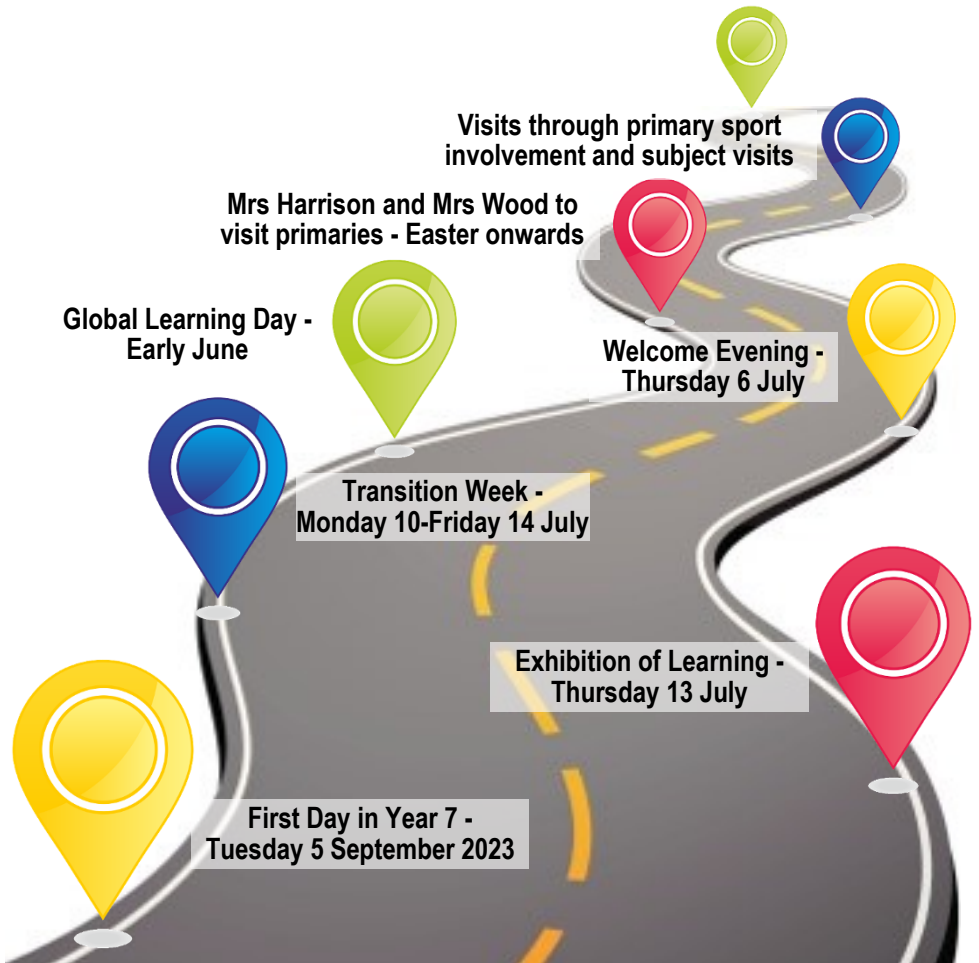 Visits through primary sport
involvement and subject visits
Mrs Harrison and Mrs Wood to
visit primaries - Easter onwards
Global Learning Day -
Early June
Welcome Evening -
Thursday 6 July
Transition Week -
Monday 10-Friday 14 July
Exhibition of Learning -
Thursday 13 July
First Day in Year 7 -
Tuesday 5 September 2023